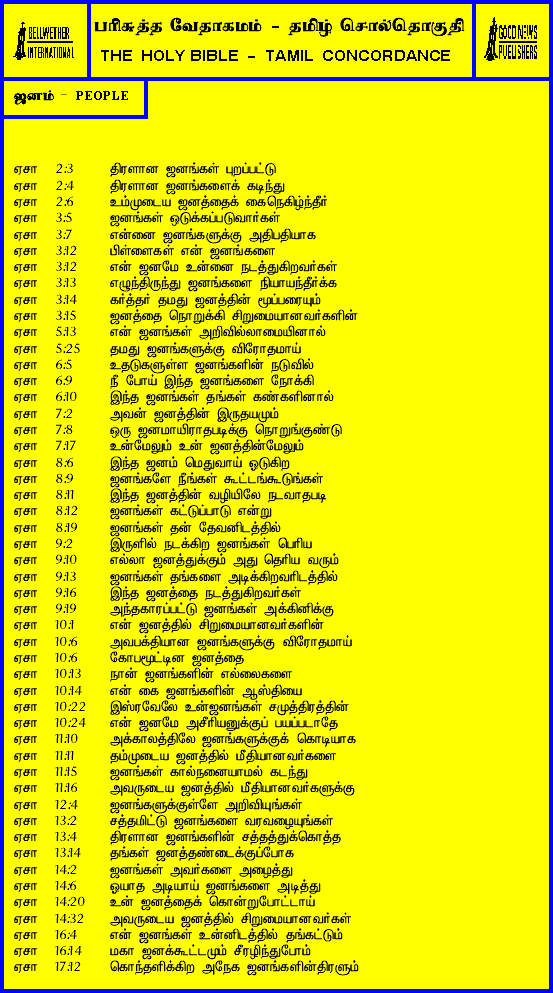 BELLWETHER
INTERNATIONAL
பரிசுத்த வேதாகமம் - தமிழ் சொல்தொகுதி
THE HOLY BIBLE - TAMIL CONCORDANCE
GOOD NEWS
PUBLISHERS
ஜனம் - PEOPLE
ஏசா 2:3 திரளான ஜனங்கள் புறப்பட்டு
ஏசா 2:4 திரளான ஜனங்களைக் கடிந்து
ஏசா 2:6 உம்முடைய ஜனத்தைக் கைநெகிழ்ந்தீர்
ஏசா 3:5 ஜனங்கள் ஒடுக்கப்படுவார்கள்
ஏசா 3:7 என்னை ஜனங்களுக்கு அதிபதியாக
ஏசா 3:12 பிள்ளைகள் என் ஜனங்களை
ஏசா 3:12 என் ஜனமே உன்னை நடத்துகிறவர்கள்
ஏசா 3:13 எழுந்திருந்து ஜனங்களை நியாயந்தீர்க்க
ஏசா 3:14 கர்த்தர் தமது ஜனத்தின் மூப்பரையும்
ஏசா 3:15 ஜனத்தை நொறுக்கி சிறுமையானவர்களின்
ஏசா 5:13 என் ஜனங்கள் அறிவில்லாமையினால்
ஏசா 5:25 தமது ஜனங்களுக்கு விரோதமாய்
ஏசா 6:5 உதடுகளுள்ள ஜனங்களின் நடுவில்
ஏசா 6:9 நீ போய் இந்த ஜனங்களை நோக்கி
ஏசா 6:10 இந்த ஜனங்கள் தங்கள் கண்களினால்
ஏசா 7:2 அவன் ஜனத்தின் இருதயமும்
ஏசா 7:8 ஒரு ஜனமாயிராதபடிக்கு நொறுங்குண்டு
ஏசா 7:17 உன்மேலும் உன் ஜனத்தின்மேலும்
ஏசா 8:6 இந்த ஜனம் மெதுவாய் ஓடுகிற
ஏசா 8:9 ஜனங்களே நீங்கள் கூட்டங்கூடுங்கள்
ஏசா 8:11 இந்த ஜனத்தின் வழியிலே நடவாதபடி
ஏசா 8:12 ஜனங்கள் கட்டுப்பாடு என்று
ஏசா 8:19 ஜனங்கள் தன் தேவனிடத்தில்
ஏசா 9:2 இருளில் நடக்கிற ஜனங்கள் பெரிய
ஏசா 9:10 எல்லா ஜனத்துக்கும் அது தெரிய வரும்
ஏசா 9:13 ஜனங்கள் தங்களை அடிக்கிறவரிடத்தில்
ஏசா 9:16 இந்த ஜனத்தை நடத்துகிறவர்கள்
ஏசா 9:19 அந்தகாரப்பட்டு ஜனங்கள் அக்கினிக்கு
ஏசா 10:1 என் ஜனத்தில் சிறுமையானவர்களின்
ஏசா 10:6 அவபக்தியான ஜனங்களுக்கு விரோதமாய்
ஏசா 10:6 கோபமூட்டின ஜனத்தை
ஏசா 10:13 நான் ஜனங்களின் எல்லைகளை
ஏசா 10:14 என் கை ஜனங்களின் ஆஸ்தியை
ஏசா 10:22 இஸ்ரவேலே உன்ஜனங்கள் சமுத்திரத்தின்
ஏசா 10:24 என் ஜனமே அசீரியனுக்குப் பயப்படாதே
ஏசா 11:10 அக்காலத்திலே ஜனங்களுக்குக் கொடியாக
ஏசா 11:11 தம்முடைய ஜனத்தில் மீதியானவர்களை
ஏசா 11:15 ஜனங்கள் கால்நனையாமல் கடந்து
ஏசா 11:16 அவருடைய ஜனத்தில் மீதியானவர்களுக்கு
ஏசா 12:4 ஜனங்களுக்குள்ளே அறிவியுங்கள்
ஏசா 13:2 சத்தமிட்டு ஜனங்களை வரவழையுங்கள்
ஏசா 13:4 திரளான ஜனங்களின் சத்தத்துக்கொத்த
ஏசா 13:14 தங்கள் ஜனத்தண்டைக்குப்போக
ஏசா 14:2 ஜனங்கள் அவர்களை அழைத்து
ஏசா 14:6 ஓயாத அடியாய் ஜனங்களை அடித்து
ஏசா 14:20 உன் ஜனத்தைக் கொன்றுபோட்டாய்
ஏசா 14:32 அவருடைய ஜனத்தில் சிறுமையானவர்கள்
ஏசா 16:4 என் ஜனங்கள் உன்னிடத்தில் தங்கட்டும்
ஏசா 16:14 மகா ஜனக்கூட்டமும் சீரழிந்துபோம்
ஏசா 17:12 கொந்தளிக்கிற அநேக ஜனங்களின்திரளும்